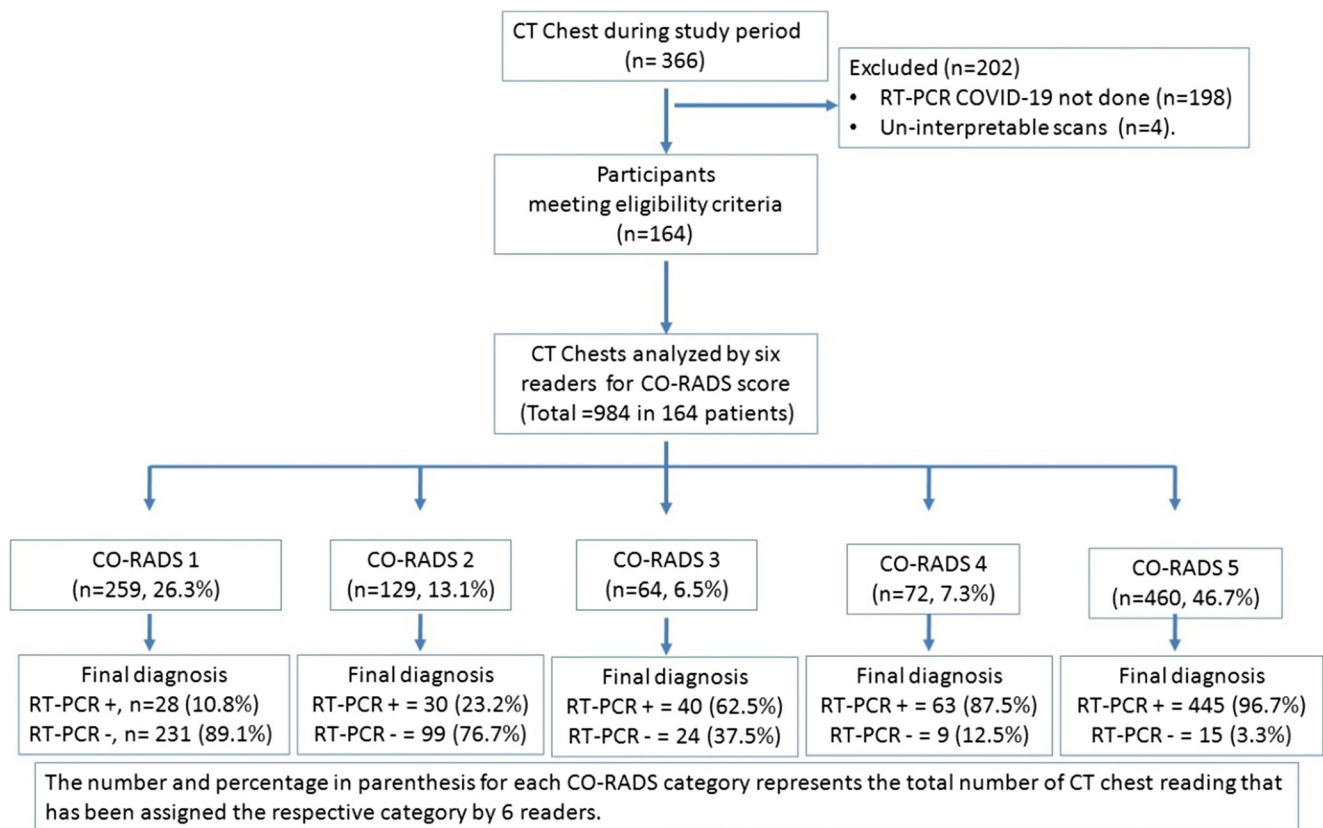 CT Chest during study period
(n= 366)
Excluded (n=202)
• RT-PCR COVID-19 not done (n=198)
• Un-interpretable scans (n=4).
Participants
meeting eligibility criteria
(n=164)
CT Chests analyzed by six
readers for CO-RADS score
(Total =984 in 164 patients)
CO-RADS 1
(n=259, 26.3%)
CO-RADS 2
(n=129, 13.1%)
CO-RADS 3
(n=64, 6.5%)
CO-RADS 4
(n=72, 7.3%)
CO-RADS 5
(n=460, 46.7%)
Final diagnosis
RT-PCR +, n=28 (10.8%)
RT-PCR -, n= 231 (89.1%)
Final diagnosis
RT-PCR + = 30 (23.2%)
RT-PCR - = 99 (76.7%)
Final diagnosis
RT-PCR + = 40 (62.5%)
RT-PCR - = 24 (37.5%)
Final diagnosis
RT-PCR + = 63 (87.5%)
RT-PCR - = 9 (12.5%)
Final diagnosis
RT-PCR + = 445 (96.7%)
RT-PCR - = 15 (3.3%)
The number and percentage in parenthesis for each CO-RADS category represents the total number of CT chest reading that
has been assigned the respective category by 6 readers.